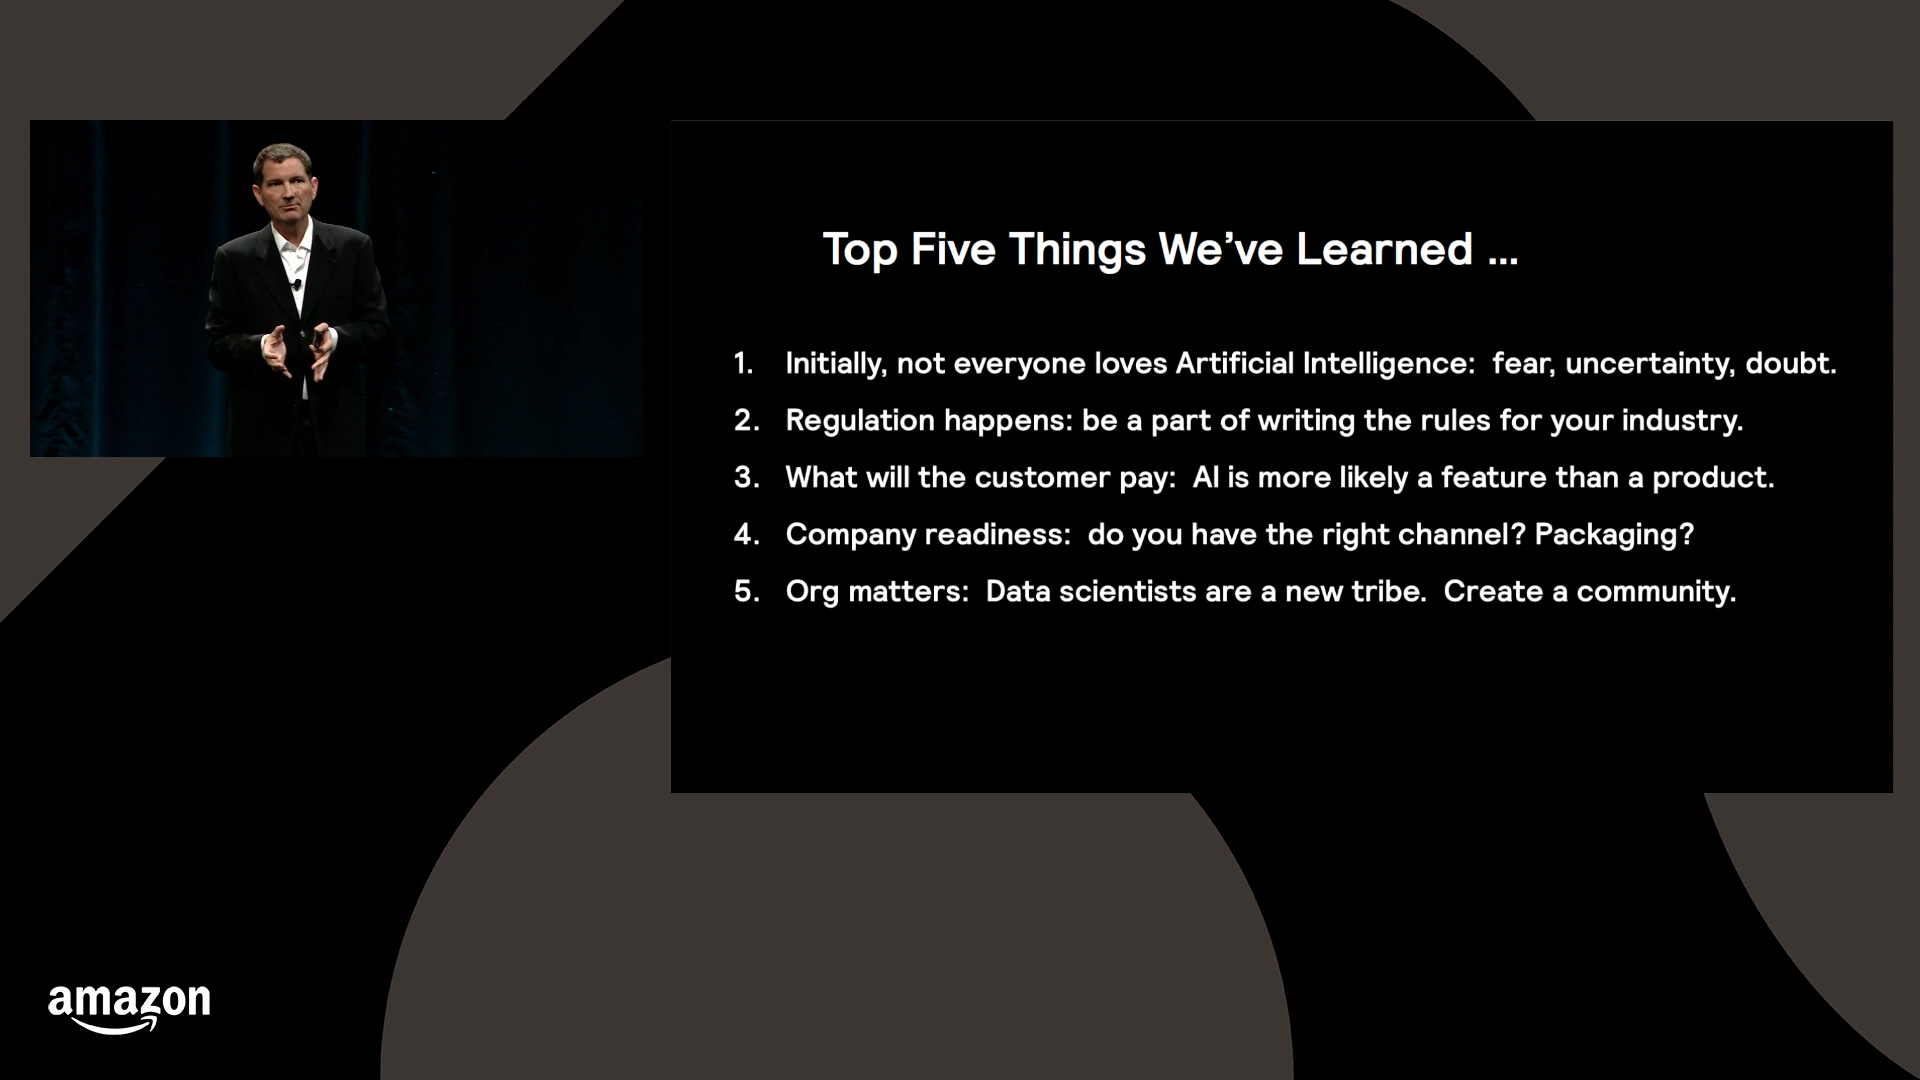 Top Five Things We’ve Learned ...
1. Initially, not everyone loves Artificial Intelligence:  fear, uncertainty, doubt.
2. Regulation happens: be a part of writing the rules for your industry.
3. What will the customer pay:  AI is more likely a feature than a product.
4. Company readiness:  do you have the right channel? Packaging?
5. Org matters:  Data scientists are a new tribe.  Create a community.
amazon